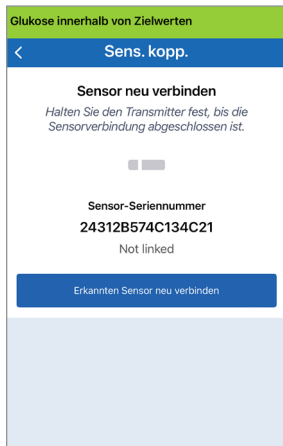 Glukose innerhalb von Zielwerten
Sens. kopp.
Sensor neu verbinden
Halten Sie den Transmitter fest, bis die
Sensorverbindung abgeschlossen ist.
Sensor-Seriennummer
24312B574C134C21
Not linked
Erkannten Sensor neu verbinden